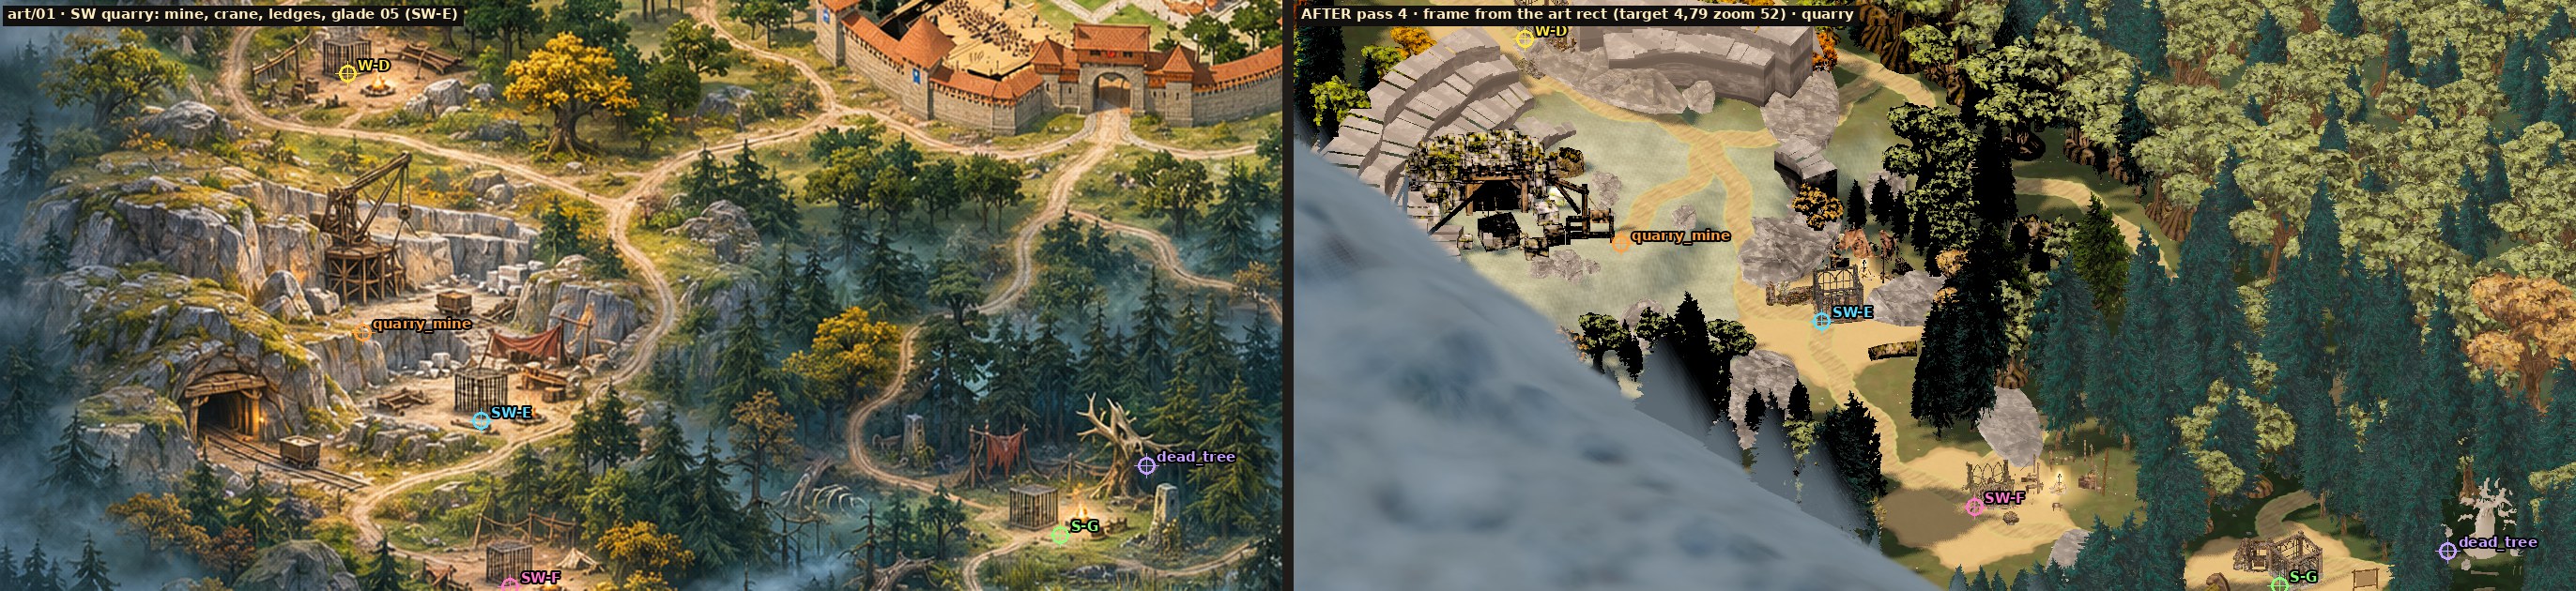 art/01 · SW quarry: mine, crane, ledges, glade 05 (SW-E)
W-D
quarry_mine
SW-E
dead_tree
S-G
SW-F
AFTER pass 4 · frame from the art rect (target 4,79 zoom 52) · quarry
W-D
quarry_mine
SW-E
SW-F
dead_tree
S-G